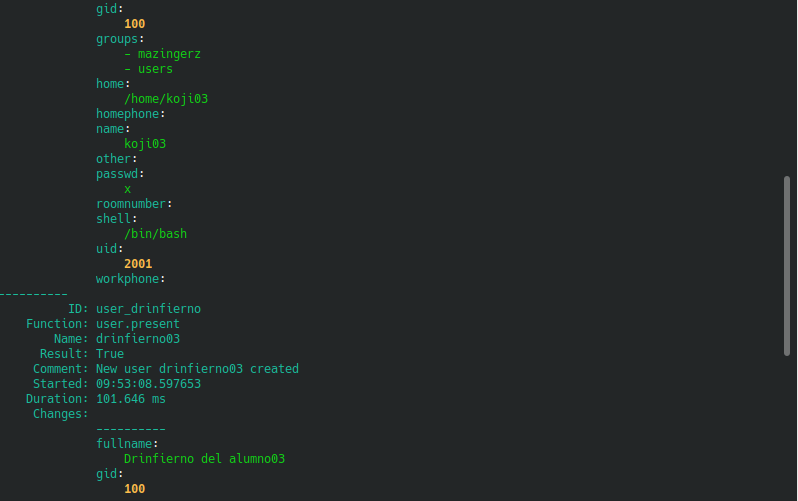 gid:
100
groups:
- mazingerz
- users
home:
/home/koji03
homephone:
name:
koji03
other:
passwd:
x
roomnumber:
shell:
/bin/bash
uid:
2001
workphone:
----------
ID: user_drinfierno
Function: user.present
Name: drinfierno03
Result: True
Comment: New user drinfierno03 created
Started: 09:53:08.597653
Duration: 101.646 ms
Changes:
----------
fullname:
Drinfierno del alumno03
gid:
100